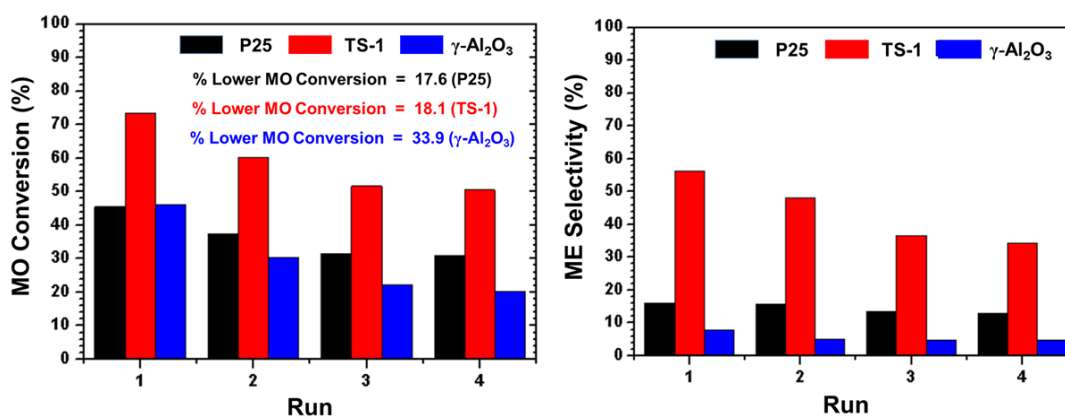 P25 TS-1 γ-Al₂O₃
% Lower MO Conversion = 17.6 (P25)
% Lower MO Conversion = 18.1 (TS-1)
% Lower MO Conversion = 33.9 (γ-Al₂O₃)
MO Conversion (%)
100
90
80
70
60
50
40
30
20
10
0
1 2 3 4
Run
P25 TS-1 γ-Al₂O₃
ME Selectivity (%)
100
90
80
70
60
50
40
30
20
10
0
1 2 3 4
Run